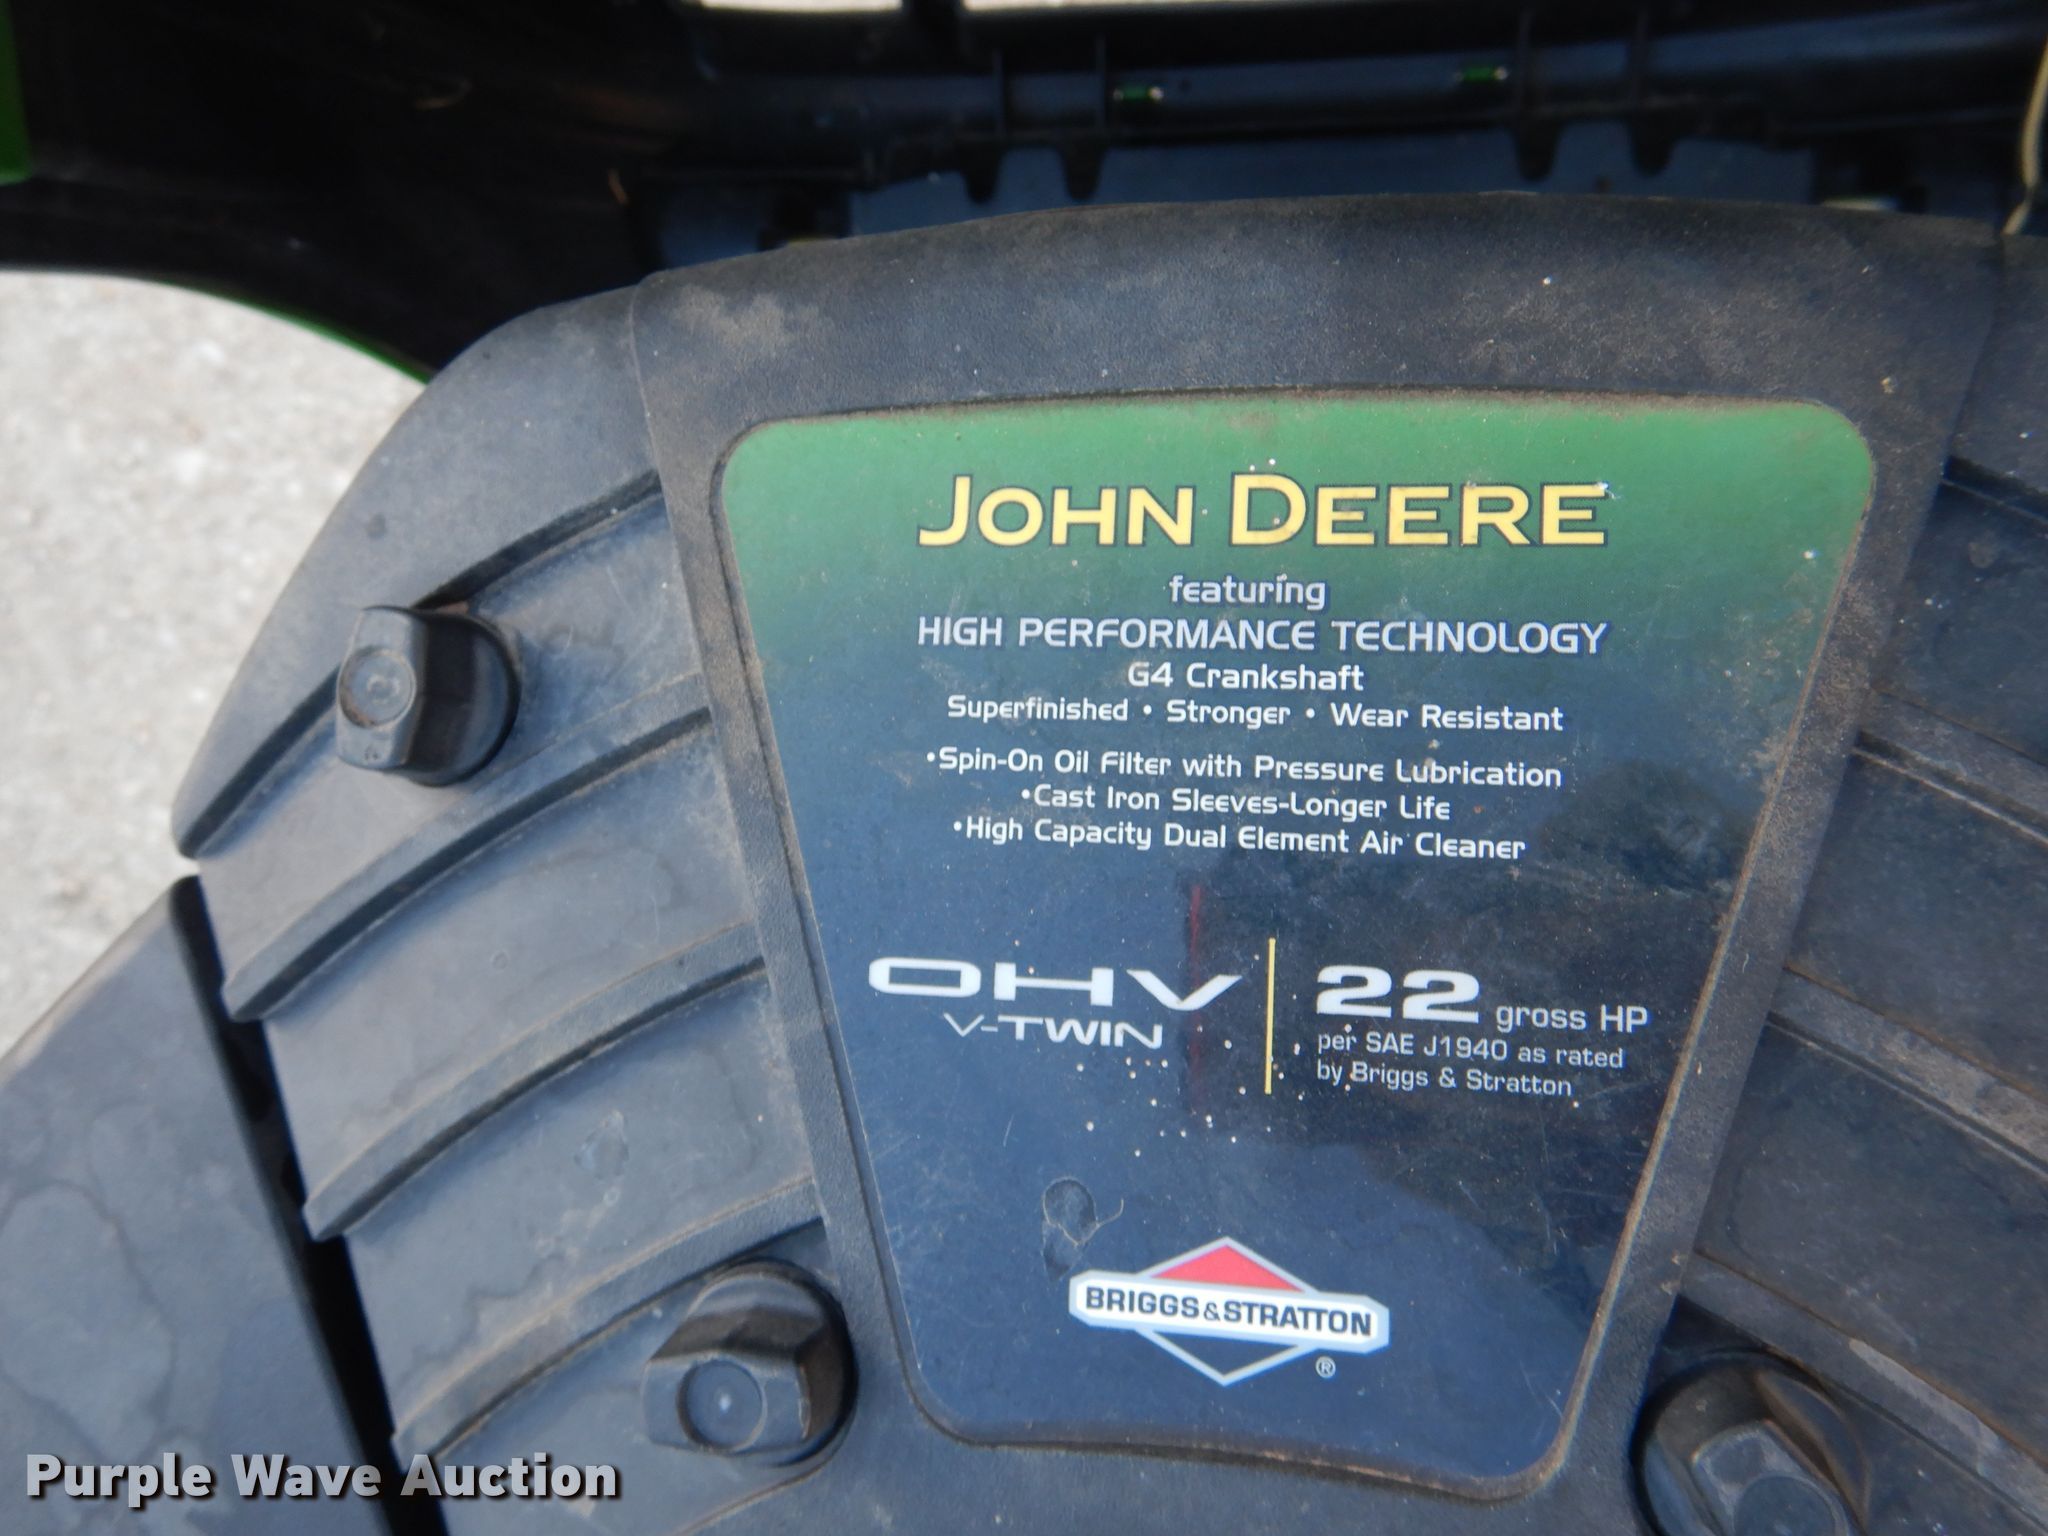 JOHN DEERE
featuring
HIGH PERFORMANCE TECHNOLOGY
G4 Crankshaft
Superfinished • Stronger • Wear Resistant
•Spin-On Oil Filter with Pressure Lubrication
•Cast Iron Sleeves-Longer Life
•High Capacity Dual Element Air Cleaner
OHV
V-TWIN
22 gross HP
per SAE J1940 as rated
by Briggs & Stratton
BRIGGS&STRATTON
®
Purple Wave Auction